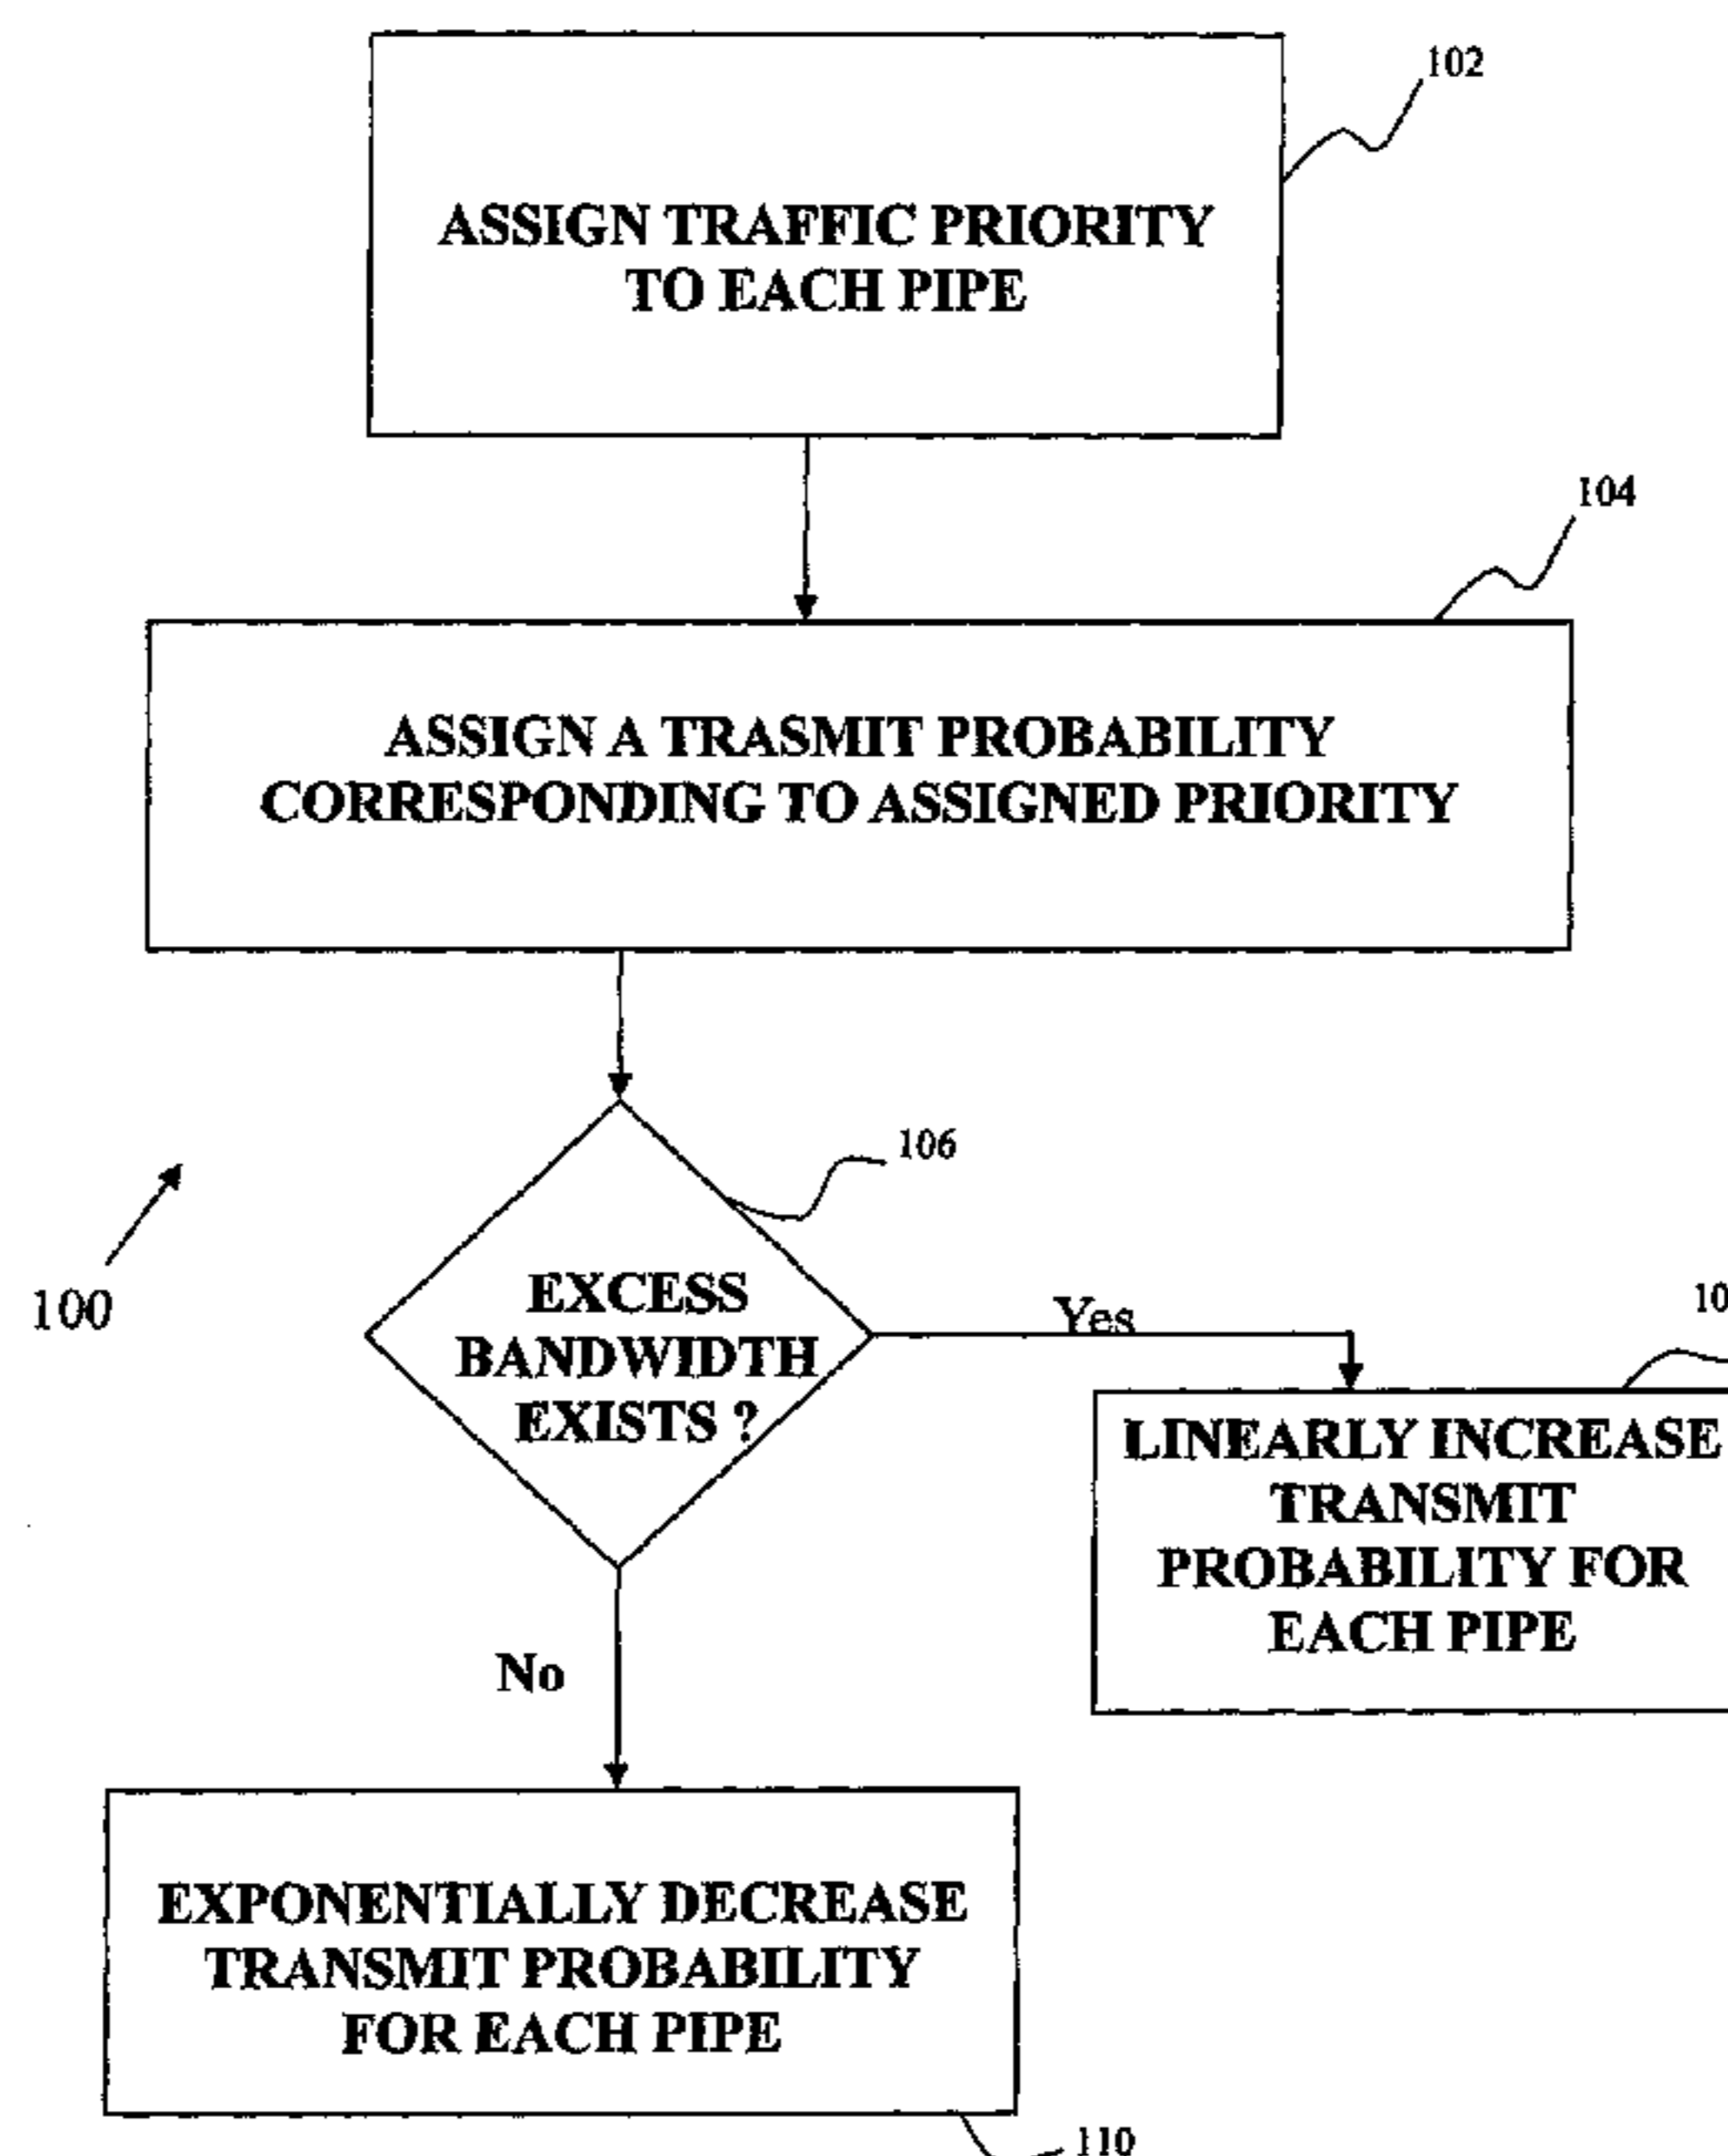 102
ASSIGN TRAFFIC PRIORITY
TO EACH PIPE
104
ASSIGN A TRASMIT PROBABILITY
CORRESPONDING TO ASSIGNED PRIORITY
106
100
EXCESS
BANDWIDTH
EXISTS ?
Yes
LINEARLY INCREASE
TRANSMIT
PROBABILITY FOR
EACH PIPE
No
EXPONENTIALLY DECREASE
TRANSMIT PROBABILITY
FOR EACH PIPE
110